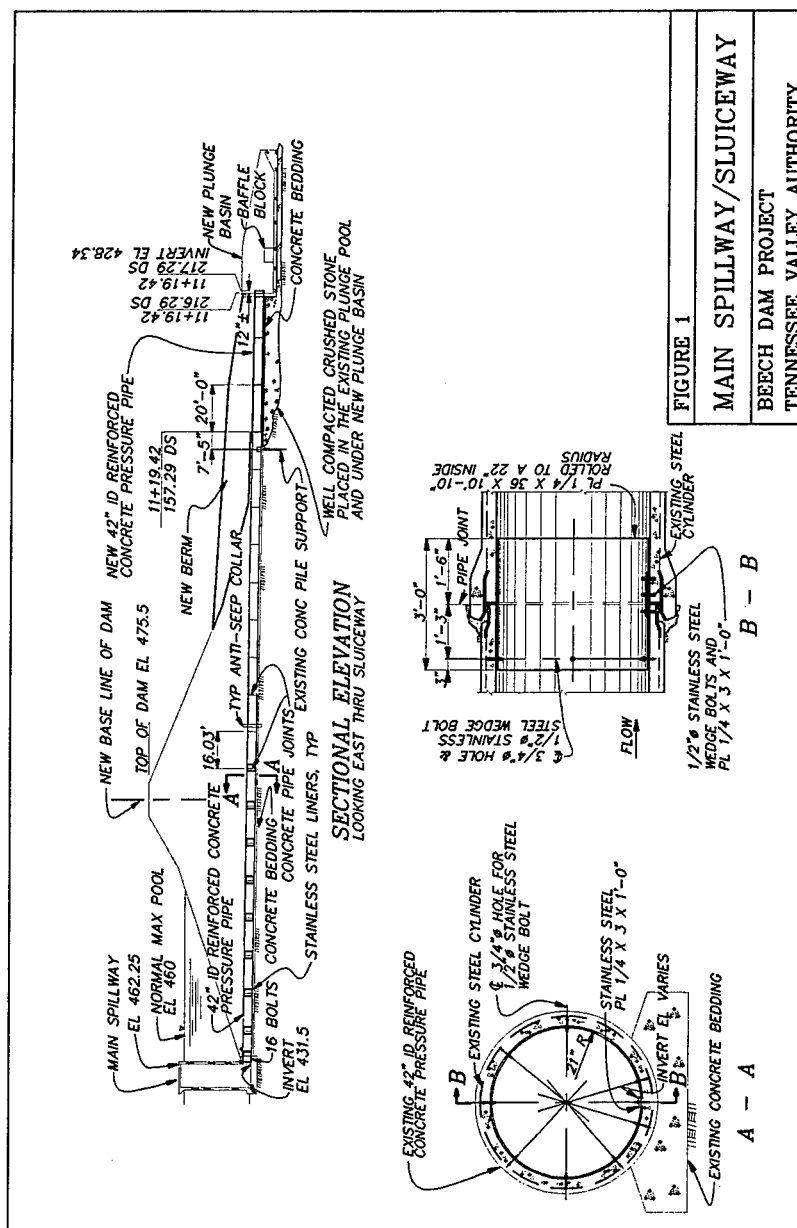 MAIN SPILLWAY
EL 462.25
NORMAL MAX POOL
EL 460
NEW BASE LINE OF DAM
TOP OF DAM EL 475.5
NEW BERM
NEW 42" ID REINFORCED
CONCRETE PRESSURE PIPE
11+19.42
157.29 DS
7'-5"
20'-0"
12" ±
11+19.42
216.29 DS
11+19.42
217.29 DS
INVERT EL 428.34
NEW PLUNGE
BASIN
BAFFLE
BLOCK
CONCRETE BEDDING
WELL COMPACTED CRUSHED STONE
PLACED IN THE EXISTING PLUNGE POOL
AND UNDER NEW PLUNGE BASIN
42" ID REINFORCED CONCRETE
PRESSURE PIPE
A
A
16.03'
TYP ANTI-SEEP COLLAR
EXISTING CONC PILE SUPPORT
CONCRETE PIPE JOINTS
CONCRETE BEDDING
STAINLESS STEEL LINERS, TYP
16 BOLTS
INVERT
EL 431.5
SECTIONAL ELEVATION
LOOKING EAST THRU SLUICEWAY
EXISTING 42" ID REINFORCED
CONCRETE PRESSURE PIPE
EXISTING STEEL CYLINDER
℄ 3/4"ø HOLE FOR
1/2"ø STAINLESS STEEL
WEDGE BOLT
B
21" R
STAINLESS STEEL
PL 1/4 X 3 X 1'-0"
INVERT EL VARIES
B
EXISTING CONCRETE BEDDING
A - A
℄ 3/4"ø HOLE &
1/2"ø STAINLESS
STEEL WEDGE BOLT
3'-0"
3"
1'-3"
1'-6"
PIPE JOINT
PL 1/4 X 36 X 10'-10"
ROLLED TO A 22" INSIDE
RADIUS
FLOW
EXISTING STEEL
CYLINDER
1/2"ø STAINLESS STEEL
WEDGE BOLTS AND
PL 1/4 X 3 X 1'-0"
B - B
FIGURE 1
MAIN SPILLWAY/SLUICEWAY
BEECH DAM PROJECT
TENNESSEE VALLEY AUTHORITY